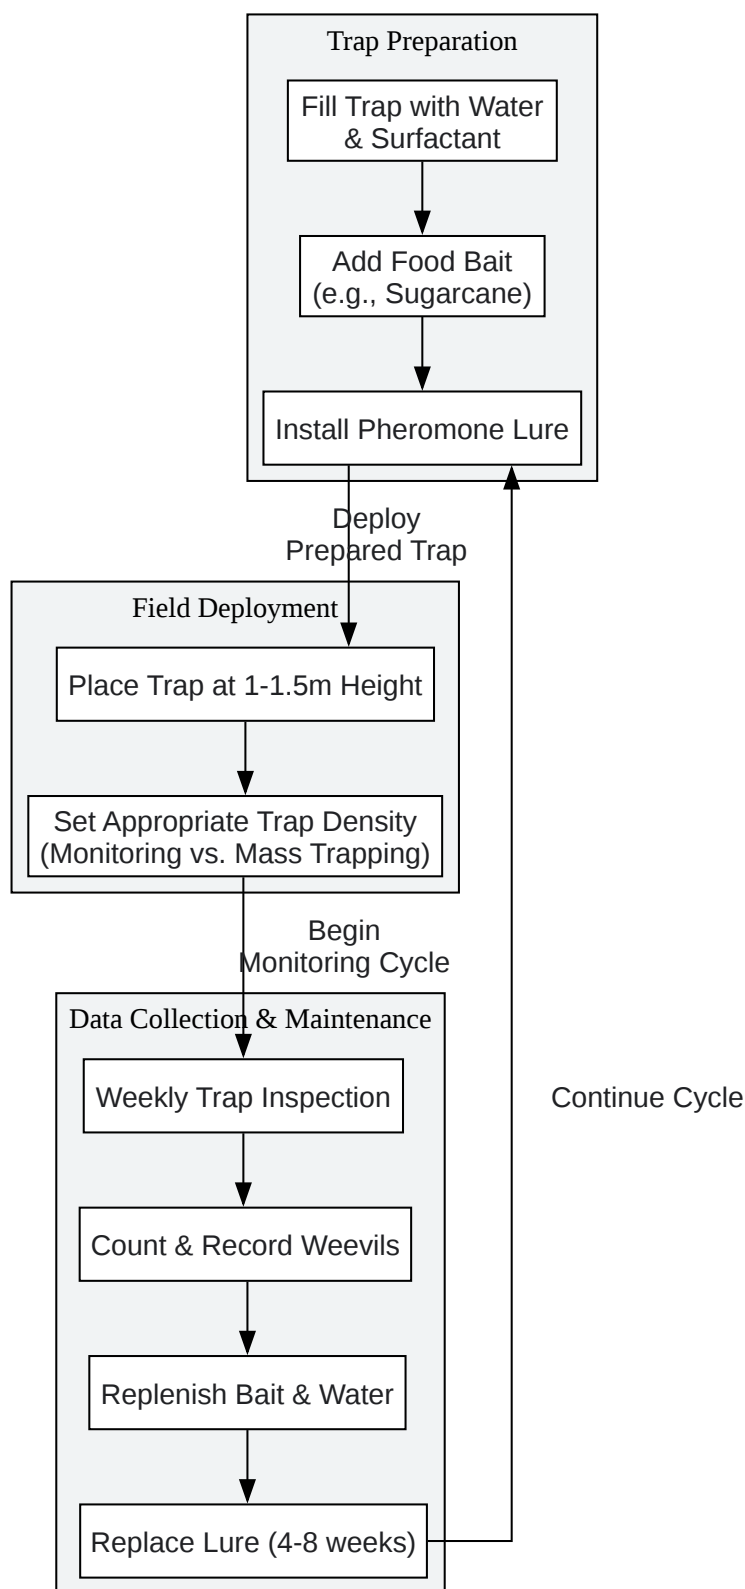 Trap Preparation
Fill Trap with Water
& Surfactant
Add Food Bait
(e.g., Sugarcane)
Install Pheromone Lure
Deploy
Prepared Trap
Field Deployment
Place Trap at 1-1.5m Height
Set Appropriate Trap Density
(Monitoring vs. Mass Trapping)
Begin
Monitoring Cycle
Data Collection & Maintenance
Weekly Trap Inspection
Continue Cycle
Count & Record Weevils
Replenish Bait & Water
Replace Lure (4-8 weeks)